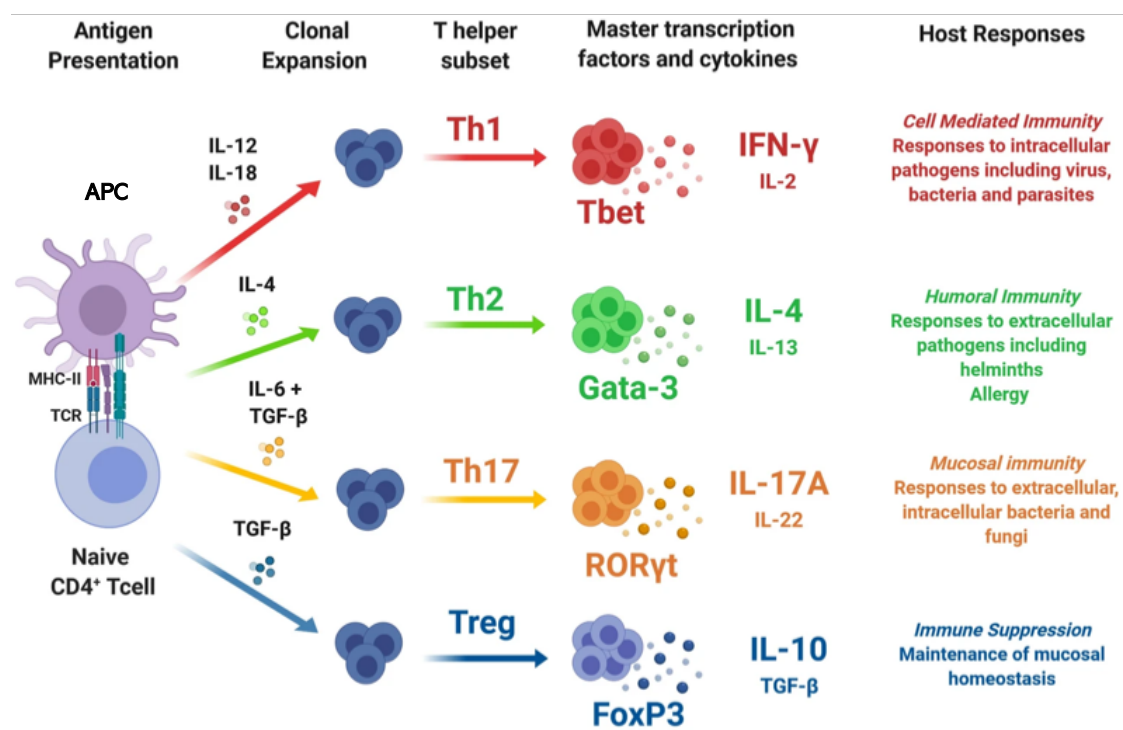 Antigen
Presentation
Clonal
Expansion
T helper
subset
Master transcription
factors and cytokines
Host Responses
APC
MHC-II
TCR
Naive
CD4⁺ Tcell
IL-12
IL-18
Th1
Tbet
IFN-γ
IL-2
Cell Mediated Immunity
Responses to intracellular
pathogens including virus,
bacteria and parasites
IL-4
Th2
Gata-3
IL-4
IL-13
Humoral Immunity
Responses to extracellular
pathogens including
helminths
Allergy
IL-6 +
TGF-β
Th17
RORγt
IL-17A
IL-22
Mucosal immunity
Responses to extracellular,
intracellular bacteria and
fungi
TGF-β
Treg
FoxP3
IL-10
TGF-β
Immune Suppression
Maintenance of mucosal
homeostasis